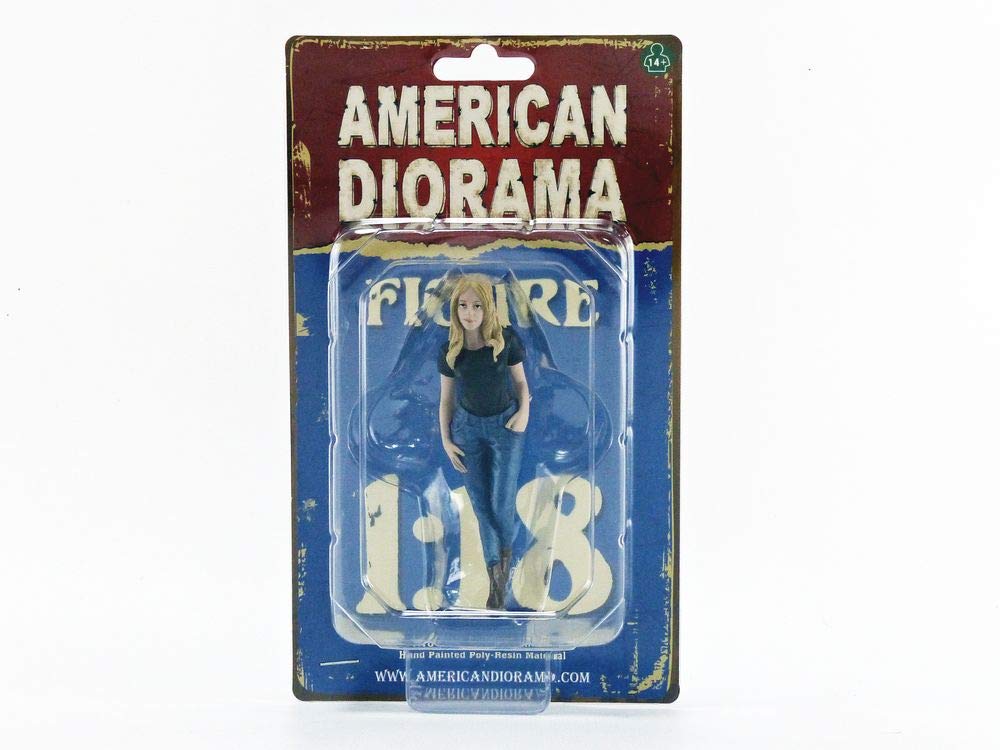 14+
AMERICAN
DIORAMA
FIGURE
1:18
Hand Painted Poly-Resin Material
WWW.AMERICANDIORAMA.COM